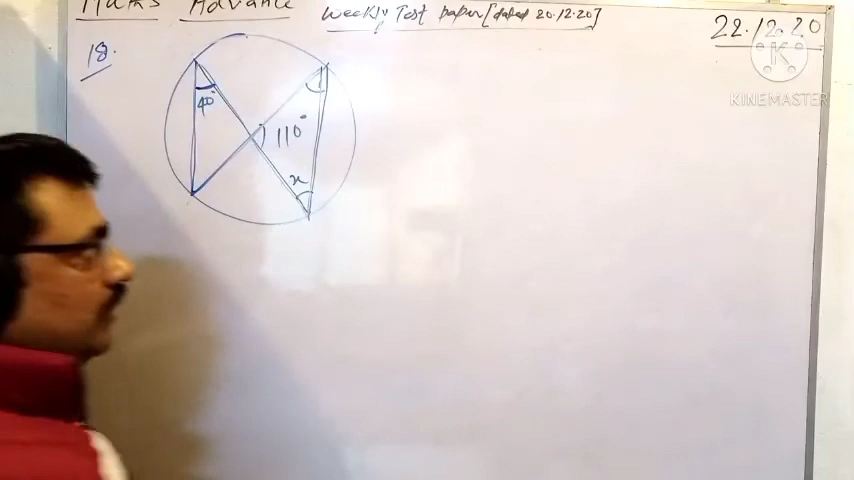 Maths Advance Weekly Test paper [dated 20.12.20]
22.12.20
K
KINEMASTER
18.
40°
110°
x